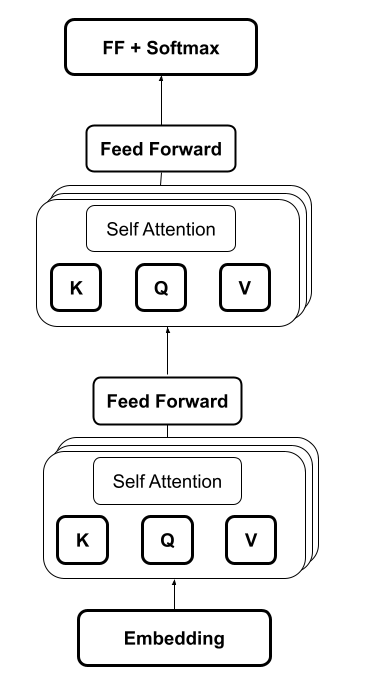 FF + Softmax
Feed Forward
Self Attention
K Q V
Feed Forward
Self Attention
K Q V
Embedding